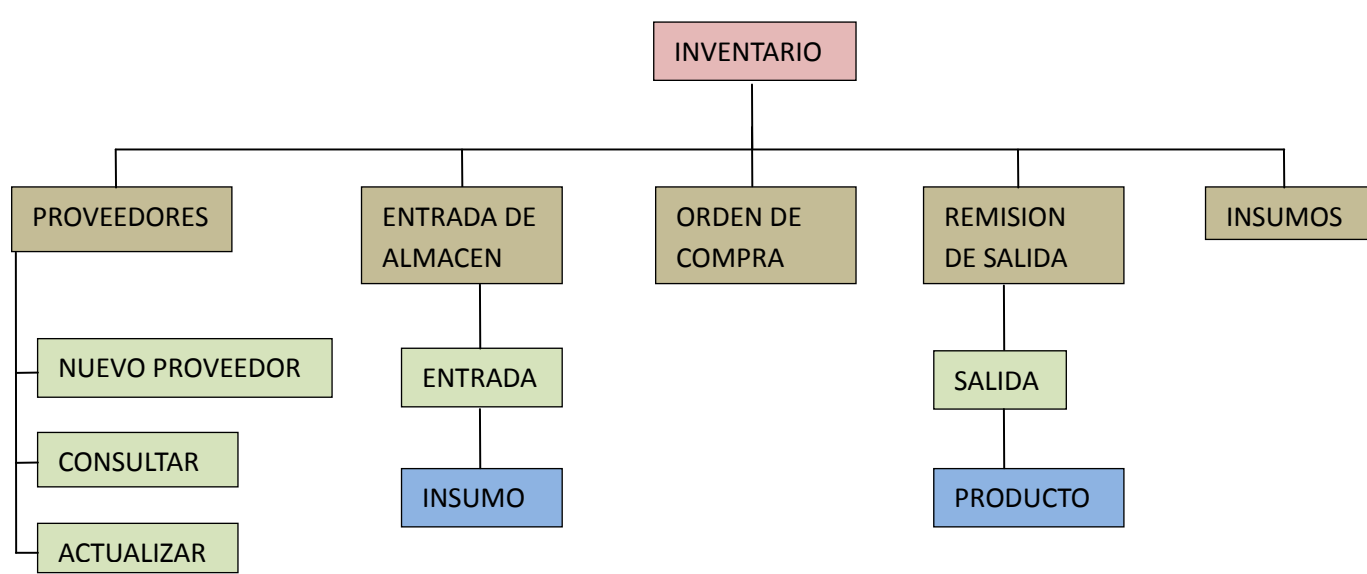 INVENTARIO
PROVEEDORES
ENTRADA DE
ALMACEN
ORDEN DE
COMPRA
REMISION
DE SALIDA
INSUMOS
NUEVO PROVEEDOR
CONSULTAR
ACTUALIZAR
ENTRADA
INSUMO
SALIDA
PRODUCTO